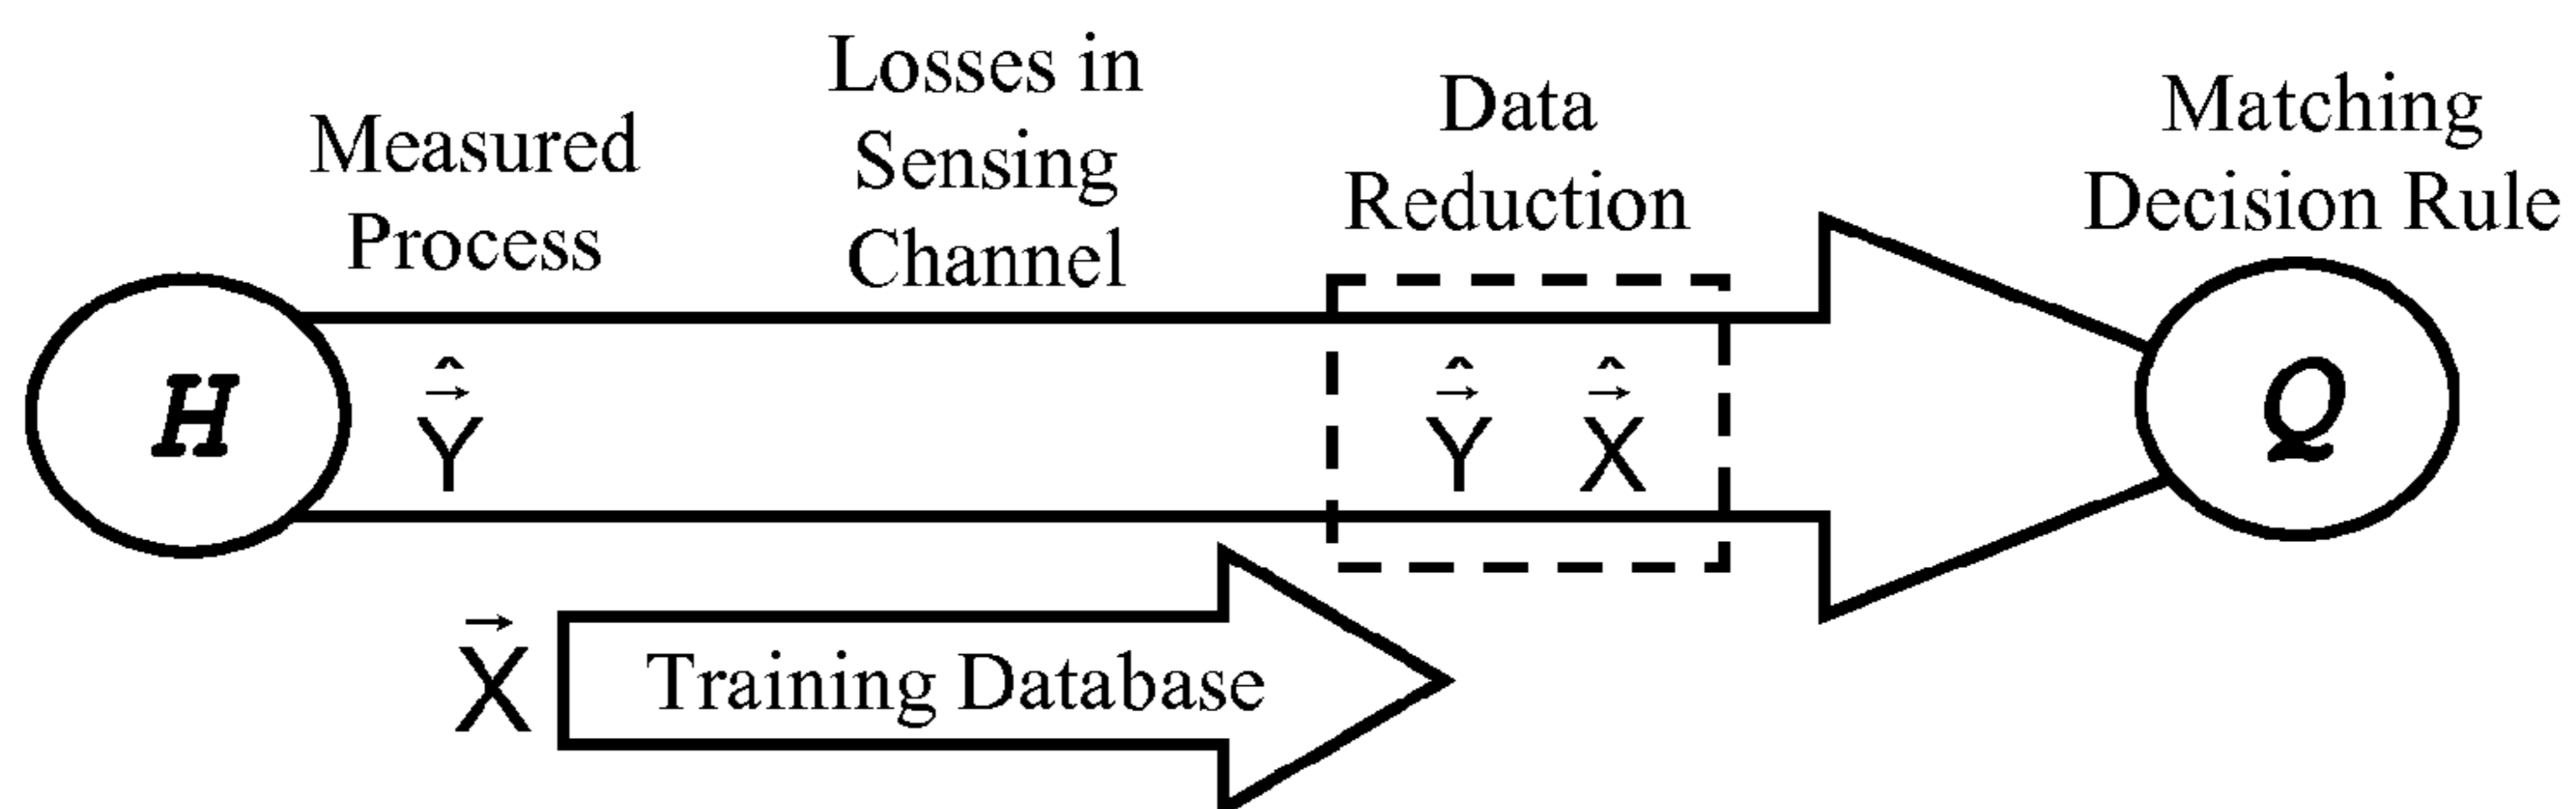 Measured
Process
Losses in
Sensing
Channel
Data
Reduction
Matching
Decision Rule
H
Ŷ⃗
Ŷ⃗ X̂⃗
Q
X⃗
Training Database